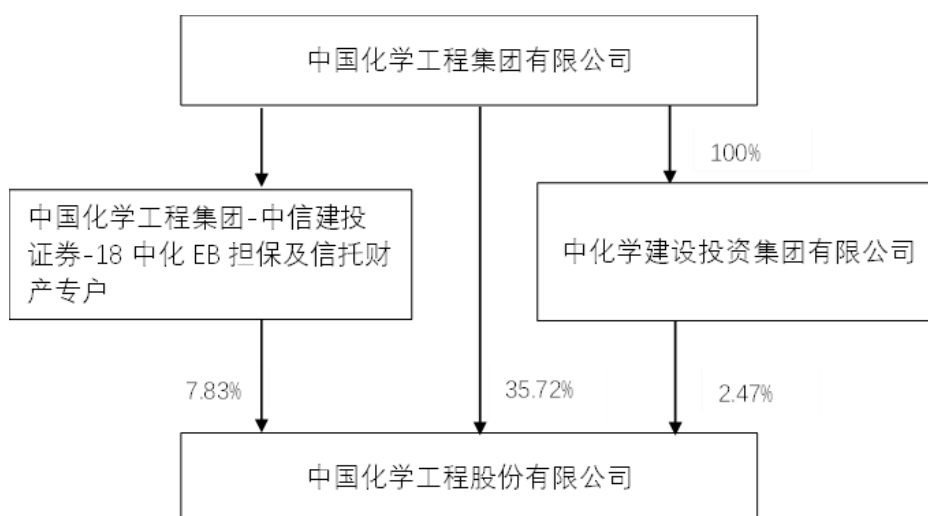 中国化学工程集团有限公司
100%
中国化学工程集团-中信建投
证券-18 中化 EB 担保及信托财
产专户
中化学建设投资集团有限公司
7.83%
35.72%
2.47%
中国化学工程股份有限公司